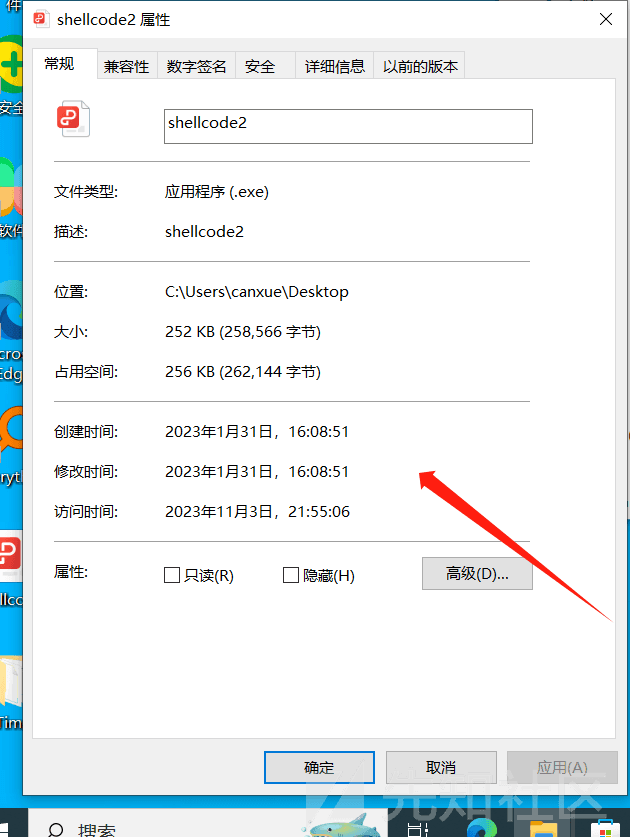 件
shellcode2 属性
常规
兼容性
数字签名
安全
详细信息
以前的版本
安全
shellcode2
文件类型:
应用程序 (.exe)
软件
描述:
shellcode2
位置:
C:\Users\canxue\Desktop
大小:
252 KB (258,566 字节)
占用空间:
256 KB (262,144 字节)
cros
Edg
创建时间:
2023年1月31日，16:08:51
修改时间:
2023年1月31日，16:08:51
ryth
访问时间:
2023年11月3日，21:55:06
属性:
只读(R)
隐藏(H)
高级(D)...
llco
Tim
确定
取消
应用(A)
先知社区
搜索